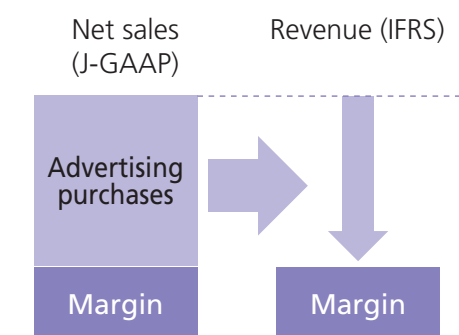 Net sales
(J-GAAP)
Revenue (IFRS)
Advertising
purchases
Margin
Margin